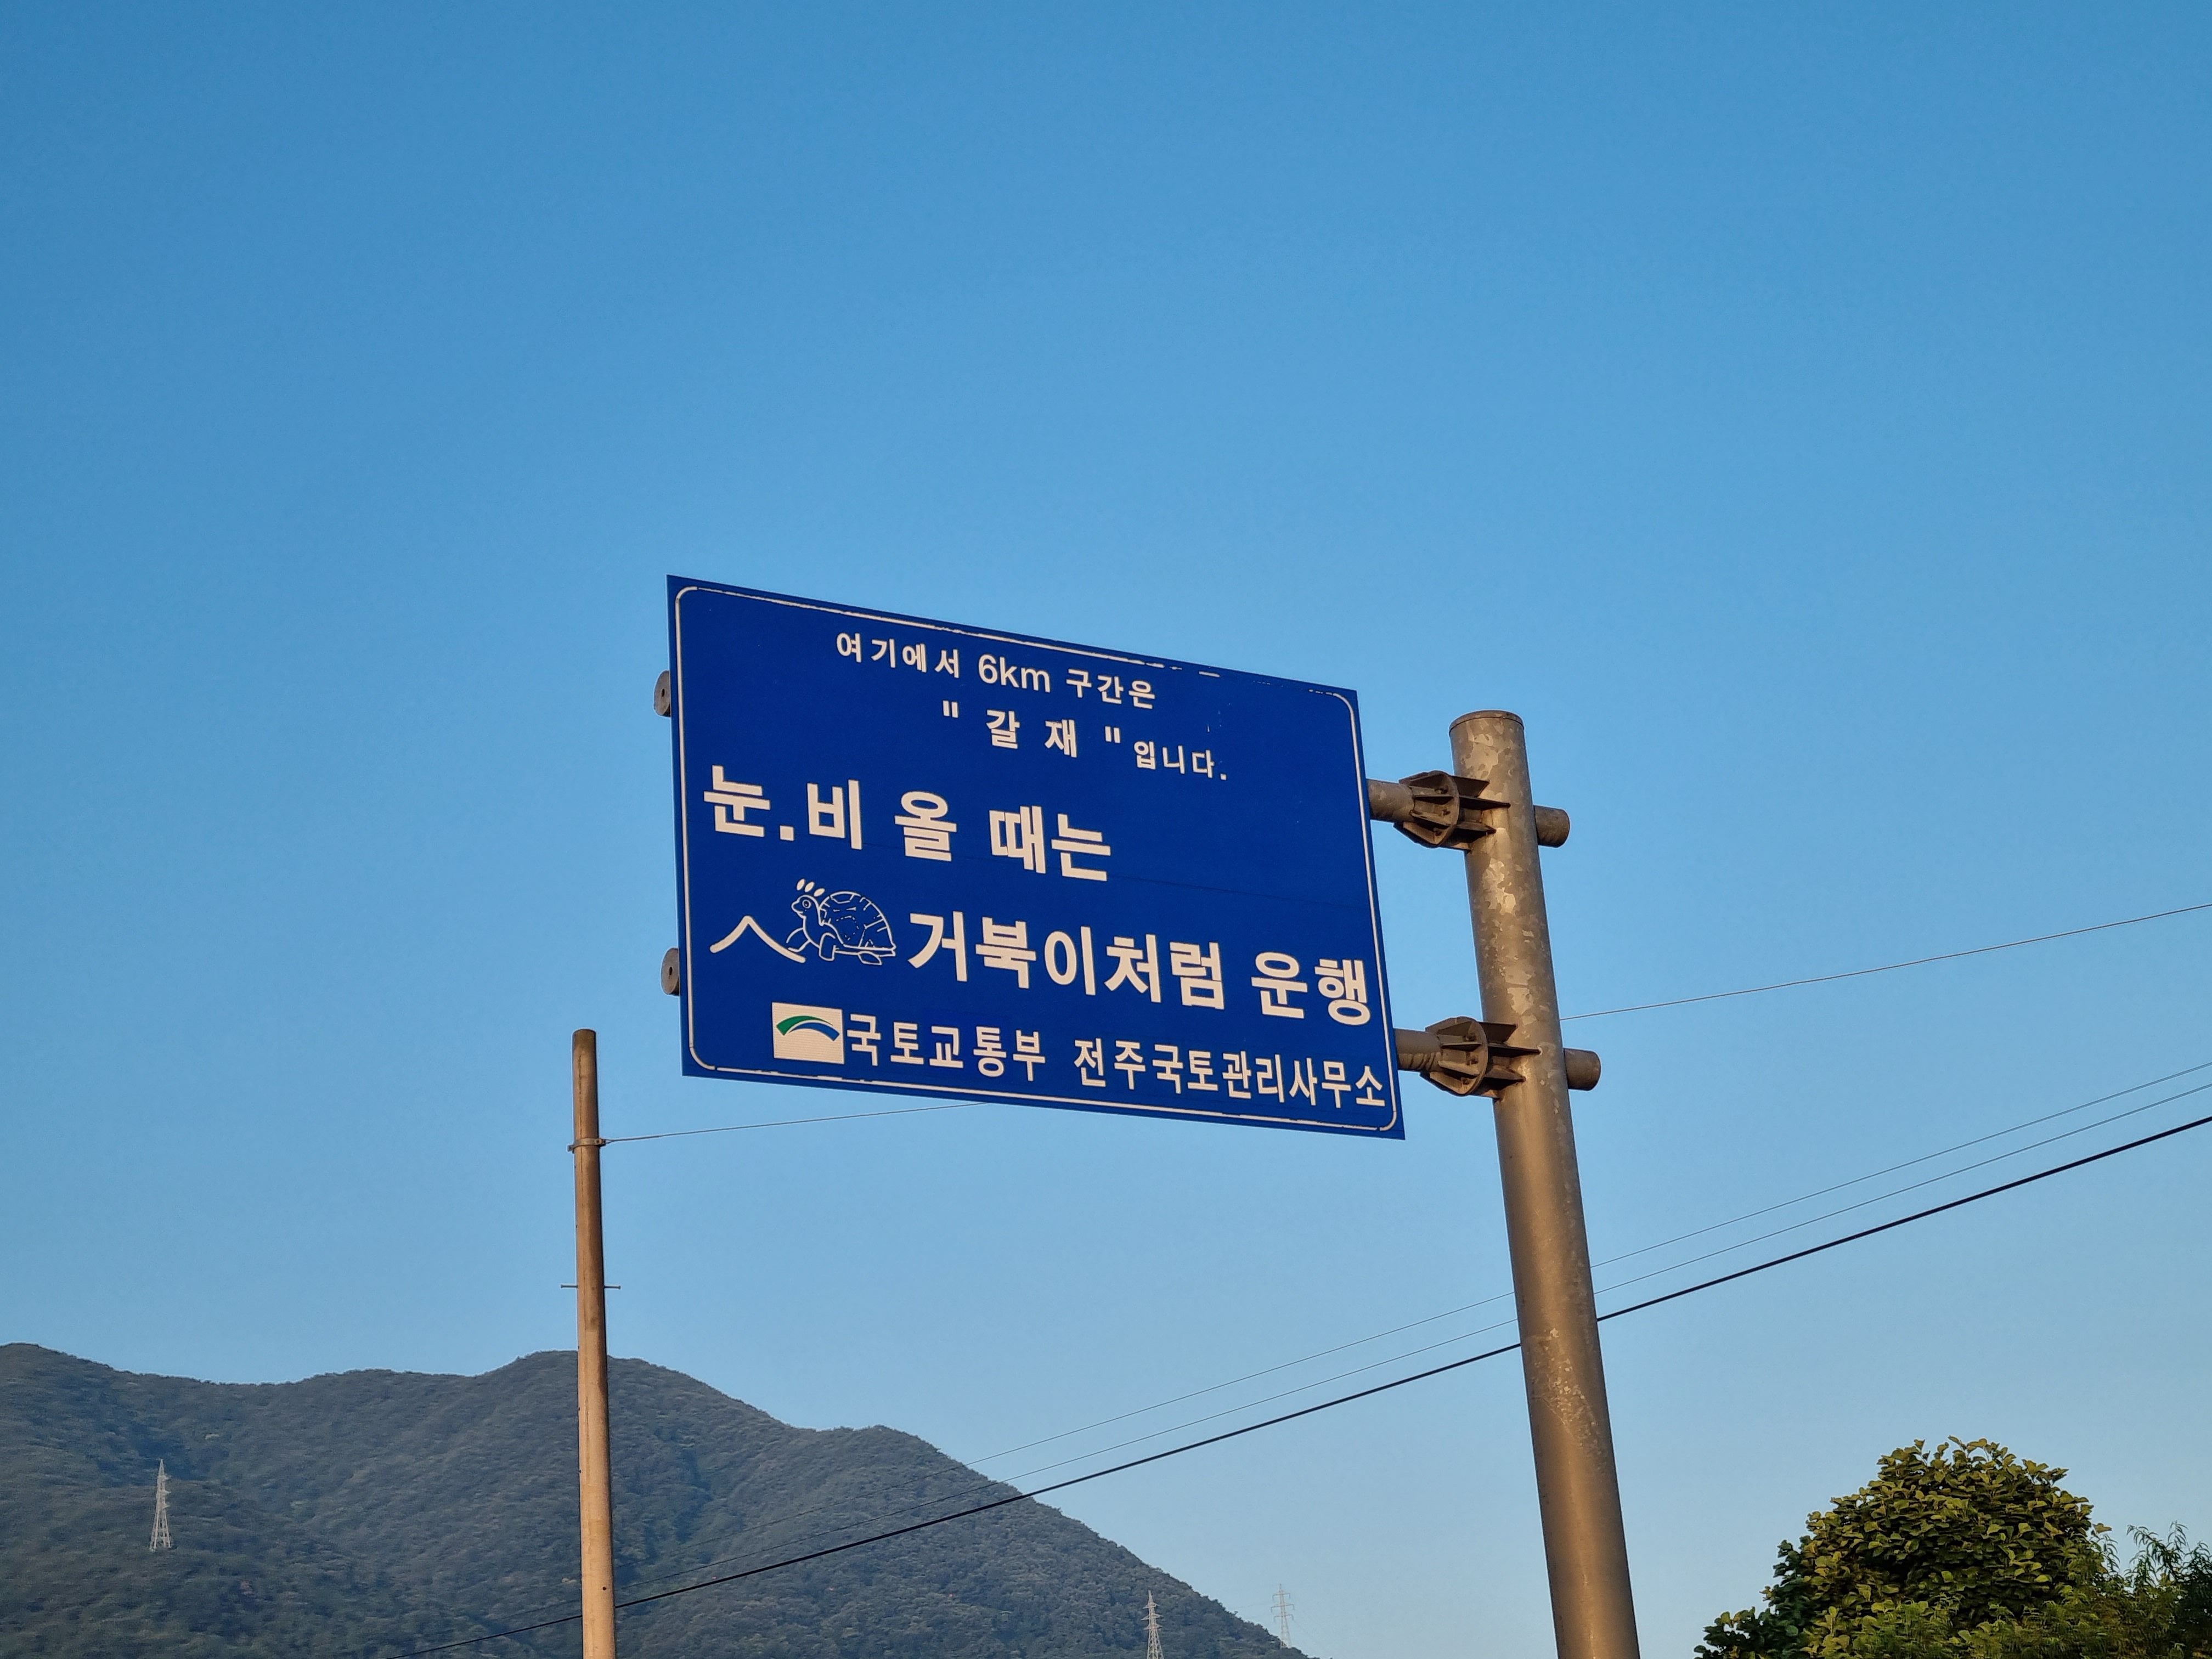 여기에서 6km 구간은
" 갈 재 " 입니다.
눈.비 올 때는
거북이처럼 운행
국토교통부 전주국토관리사무소